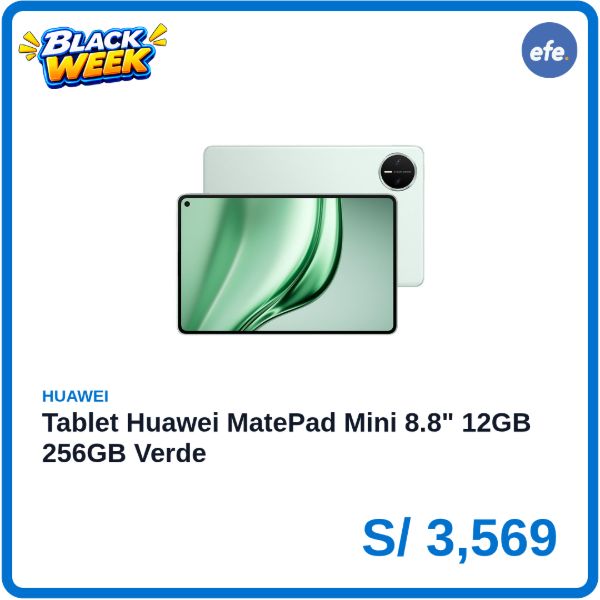 BLACK
WEEK
efe.
HUAWEI
Tablet Huawei MatePad Mini 8.8" 12GB
256GB Verde
S/ 3,569